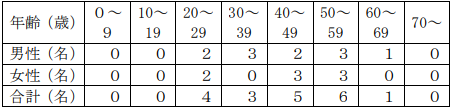 年齢（歳） 0～9 10～19 20～29 30～39 40～49 50～59 60～69 70～
男性（名） 0 0 2 3 2 3 1 0
女性（名） 0 0 2 0 3 3 0 0
合計（名） 0 0 4 3 5 6 1 0